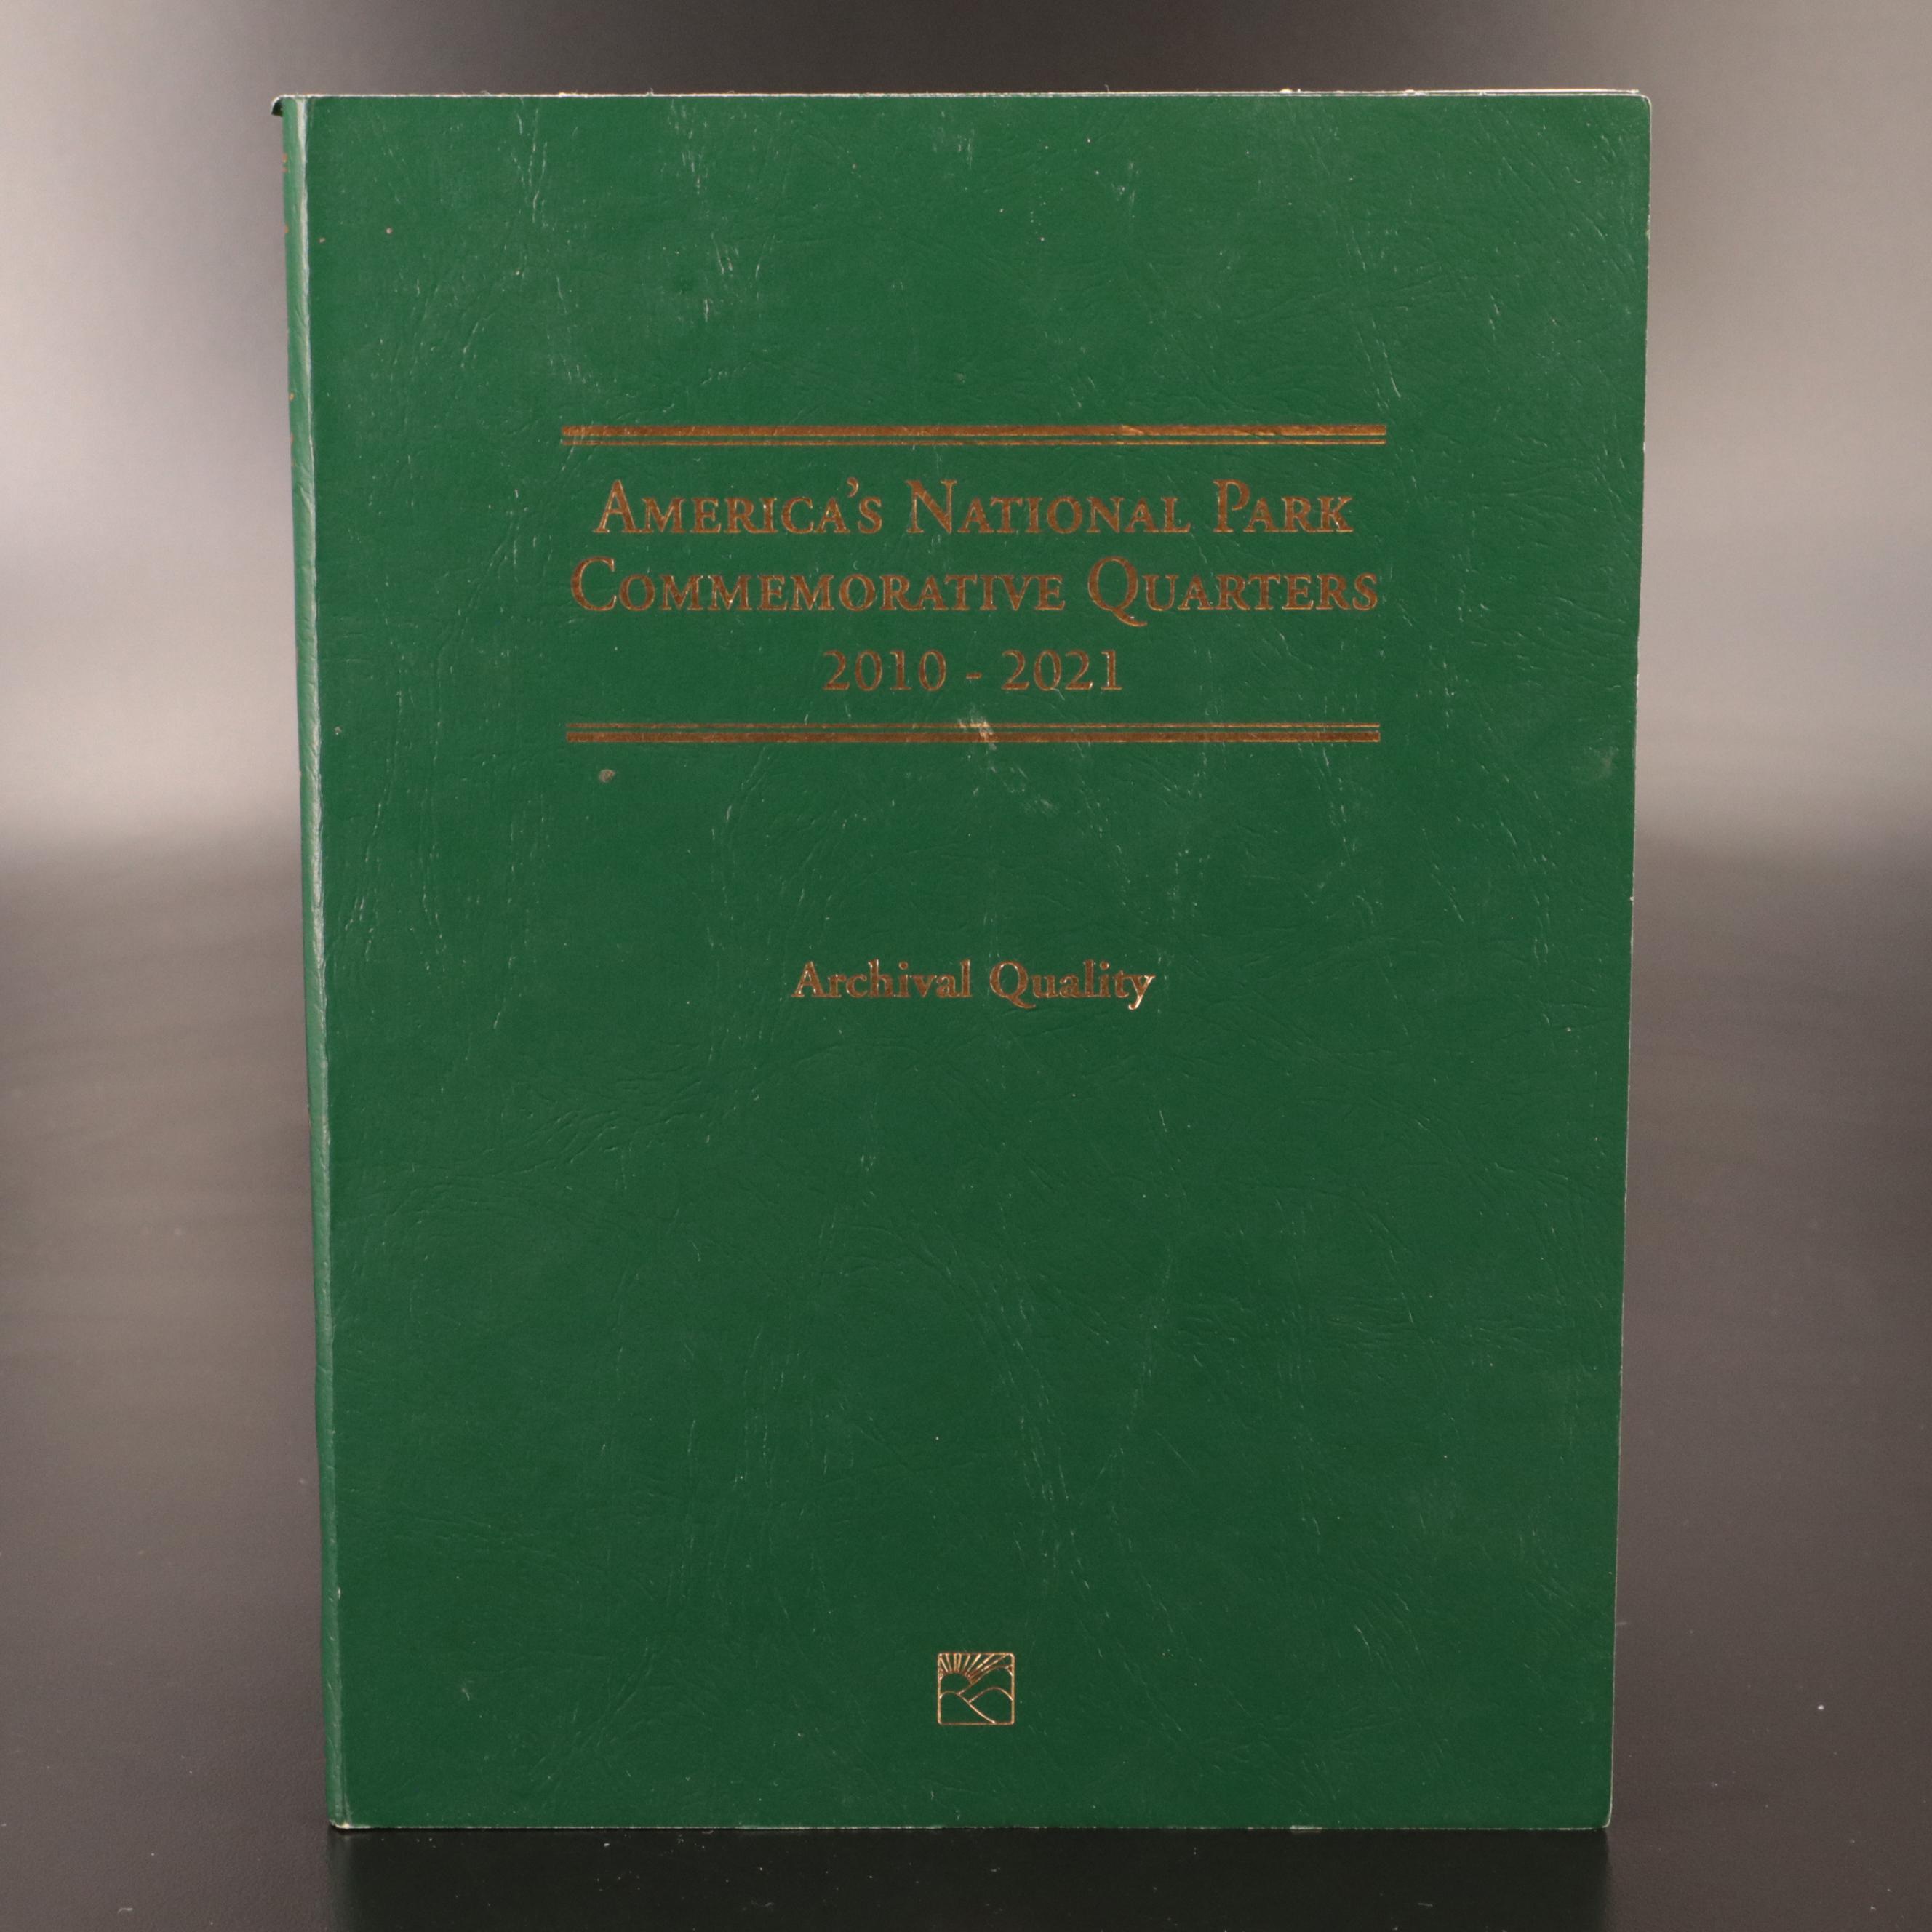 America's National Park
Commemorative Quarters
2010 - 2021
Archival Quality